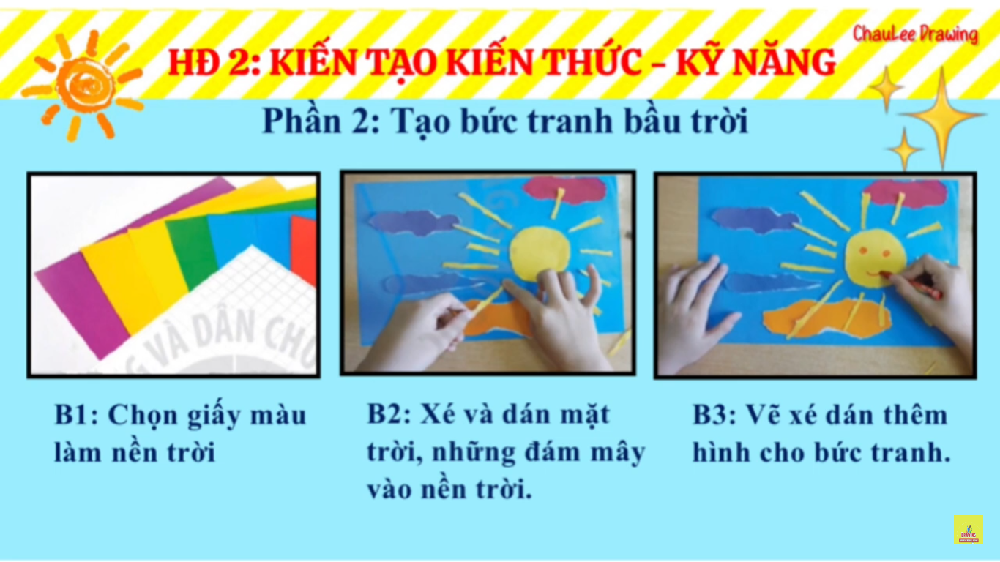 ChauLee Drawing
HĐ 2: KIẾN TẠO KIẾN THỨC - KỸ NĂNG
Phần 2: Tạo bức tranh bầu trời
VÀ DÂN CHỦ
B1: Chọn giấy màu
làm nền trời
B2: Xé và dán mặt
trời, những đám mây
vào nền trời.
B3: Vẽ xé dán thêm
hình cho bức tranh.
DRAWING